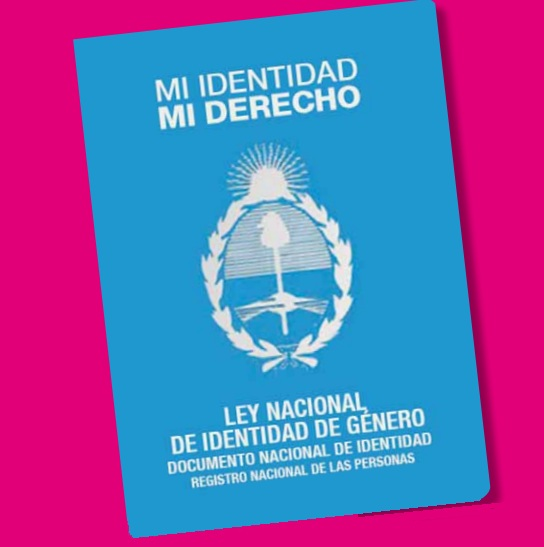 MI IDENTIDAD
MI DERECHO
LEY NACIONAL
DE IDENTIDAD DE GÉNERO
DOCUMENTO NACIONAL DE IDENTIDAD
REGISTRO NACIONAL DE LAS PERSONAS